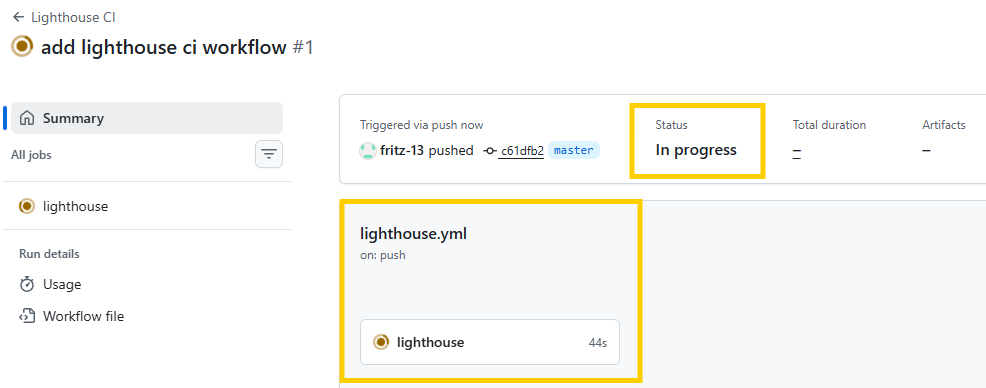 Lighthouse CI
add lighthouse ci workflow #1
Summary
All jobs
lighthouse
Run details
Usage
Workflow file
Triggered via push now
fritz-13 pushed c61dfb2 master
Status
In progress
Total duration
–
Artifacts
–
lighthouse.yml
on: push
lighthouse 44s